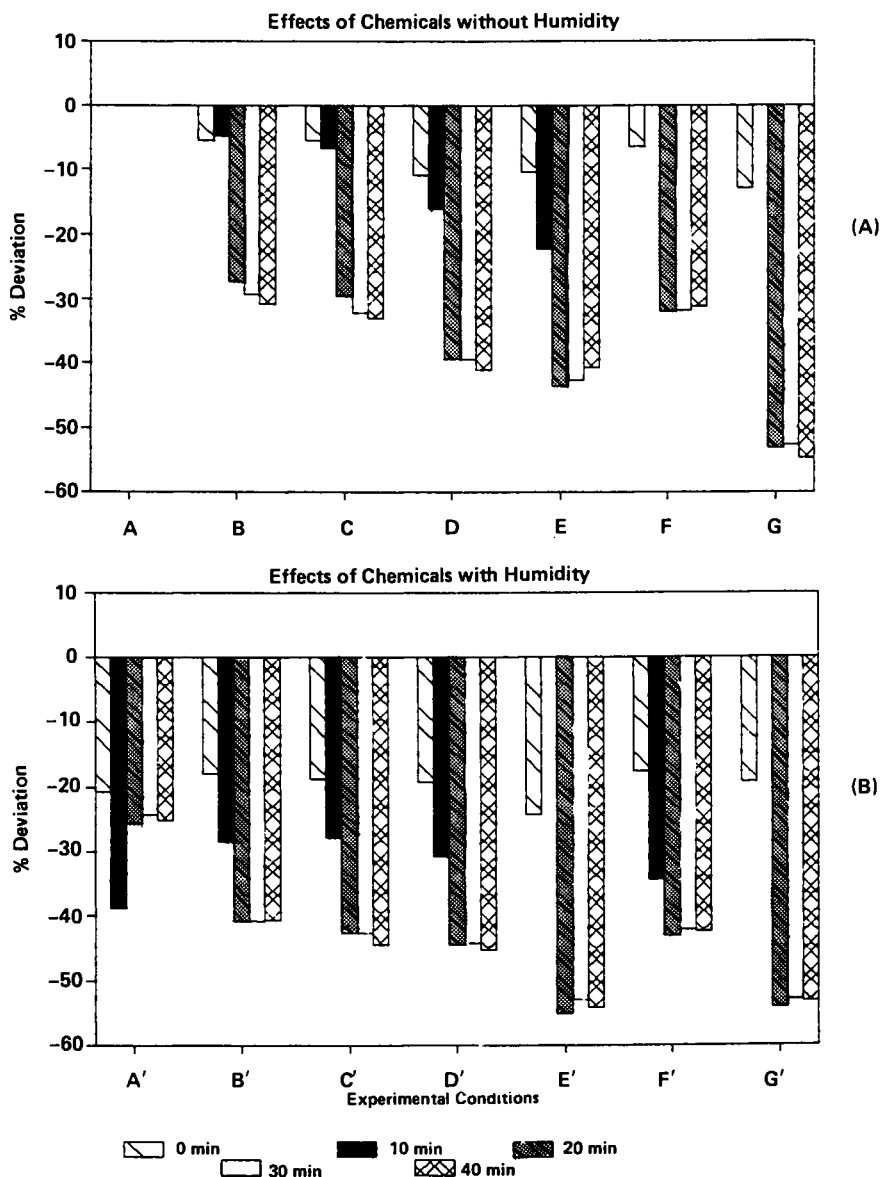 Effects of Chemicals without Humidity
10
0
−10
−20
−30
−40
−50
−60
% Deviation
A B C D E F G
(A)
Effects of Chemicals with Humidity
10
0
−10
−20
−30
−40
−50
−60
% Deviation
A′ B′ C′ D′ E′ F′ G′
(B)
Experimental Conditions
0 min 10 min 20 min
30 min 40 min